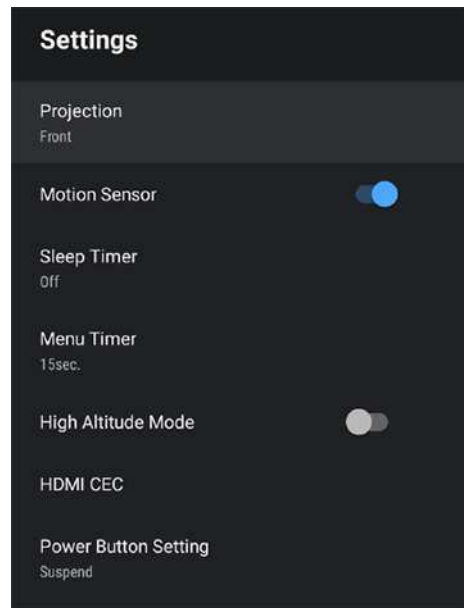 Settings
Projection
Front
Motion Sensor
Sleep Timer
Off
Menu Timer
15sec.
High Altitude Mode
HDMI CEC
Power Button Setting
Suspend